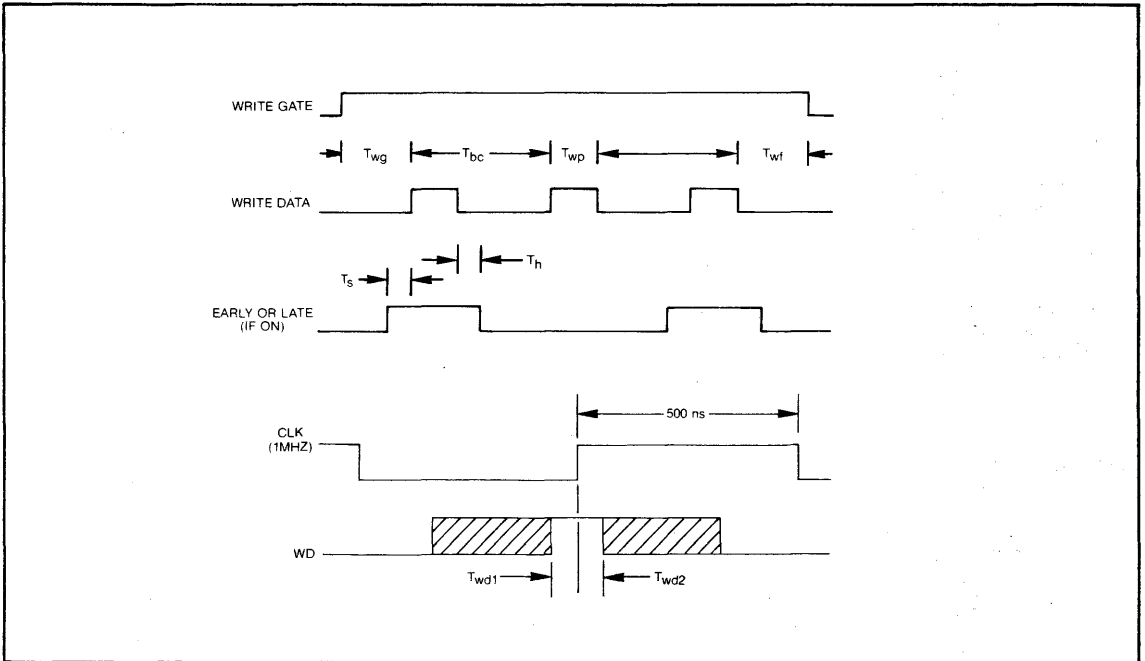 WRITE GATE
Twg
Tbc
Twp
Twf
WRITE DATA
Th
Ts
EARLY OR LATE
(IF ON)
500 ns
CLK
(1MHZ)
WD
Twd1
Twd2